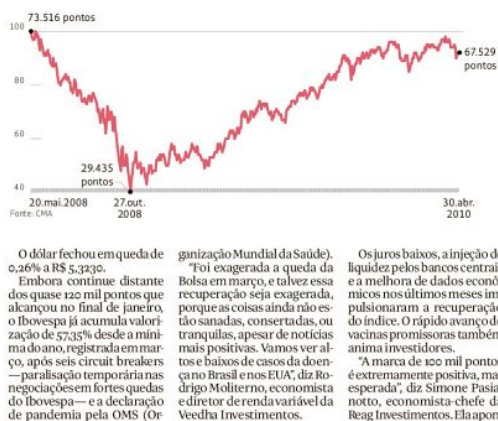 100
73.516 pontos
67.529
pontos
80
60
29.435
pontos
40
20.mai.2008
27.out.
2008
30.abr.
2010
Fonte: CMA
O dólar fechou em queda de
0,26% a R$ 5,3230.
Embora continue distante
dos quase 120 mil pontos que
alcançou no final de janeiro,
o Ibovespa já acumula valori-
zação de 57,35% desde a míni-
ma do ano, registrada em mar-
ço, após seis circuit breakers
—paralisação temporária nas
negociações em fortes quedas
do Ibovespa— e a declaração
de pandemia pela OMS (Or-
ganização Mundial da Saúde).
"Foi exagerada a queda da
Bolsa em março, e talvez essa
recuperação seja exagerada,
porque as coisas ainda não es-
tão sanadas, consertadas, ou
tranquilas, apesar de notícias
mais positivas. Vamos ver al-
tos e baixos de casos da doen-
ça no Brasil e nos EUA", diz Ro-
drigo Moliterno, economista
e diretor de renda variável da
Veedha Investimentos.
Os juros baixos, a injeção de
liquidez pelos bancos centrai
e a melhora de dados econô
micos nos últimos meses im
pulsionaram a recuperação
do índice. O rápido avanço de
vacinas promissoras também
anima investidores.
"A marca de 100 mil pontos
é extremamente positiva, mas
esperada", diz Simone Pasia
notto, economista-chefe da
Reag Investimentos. Ela apon